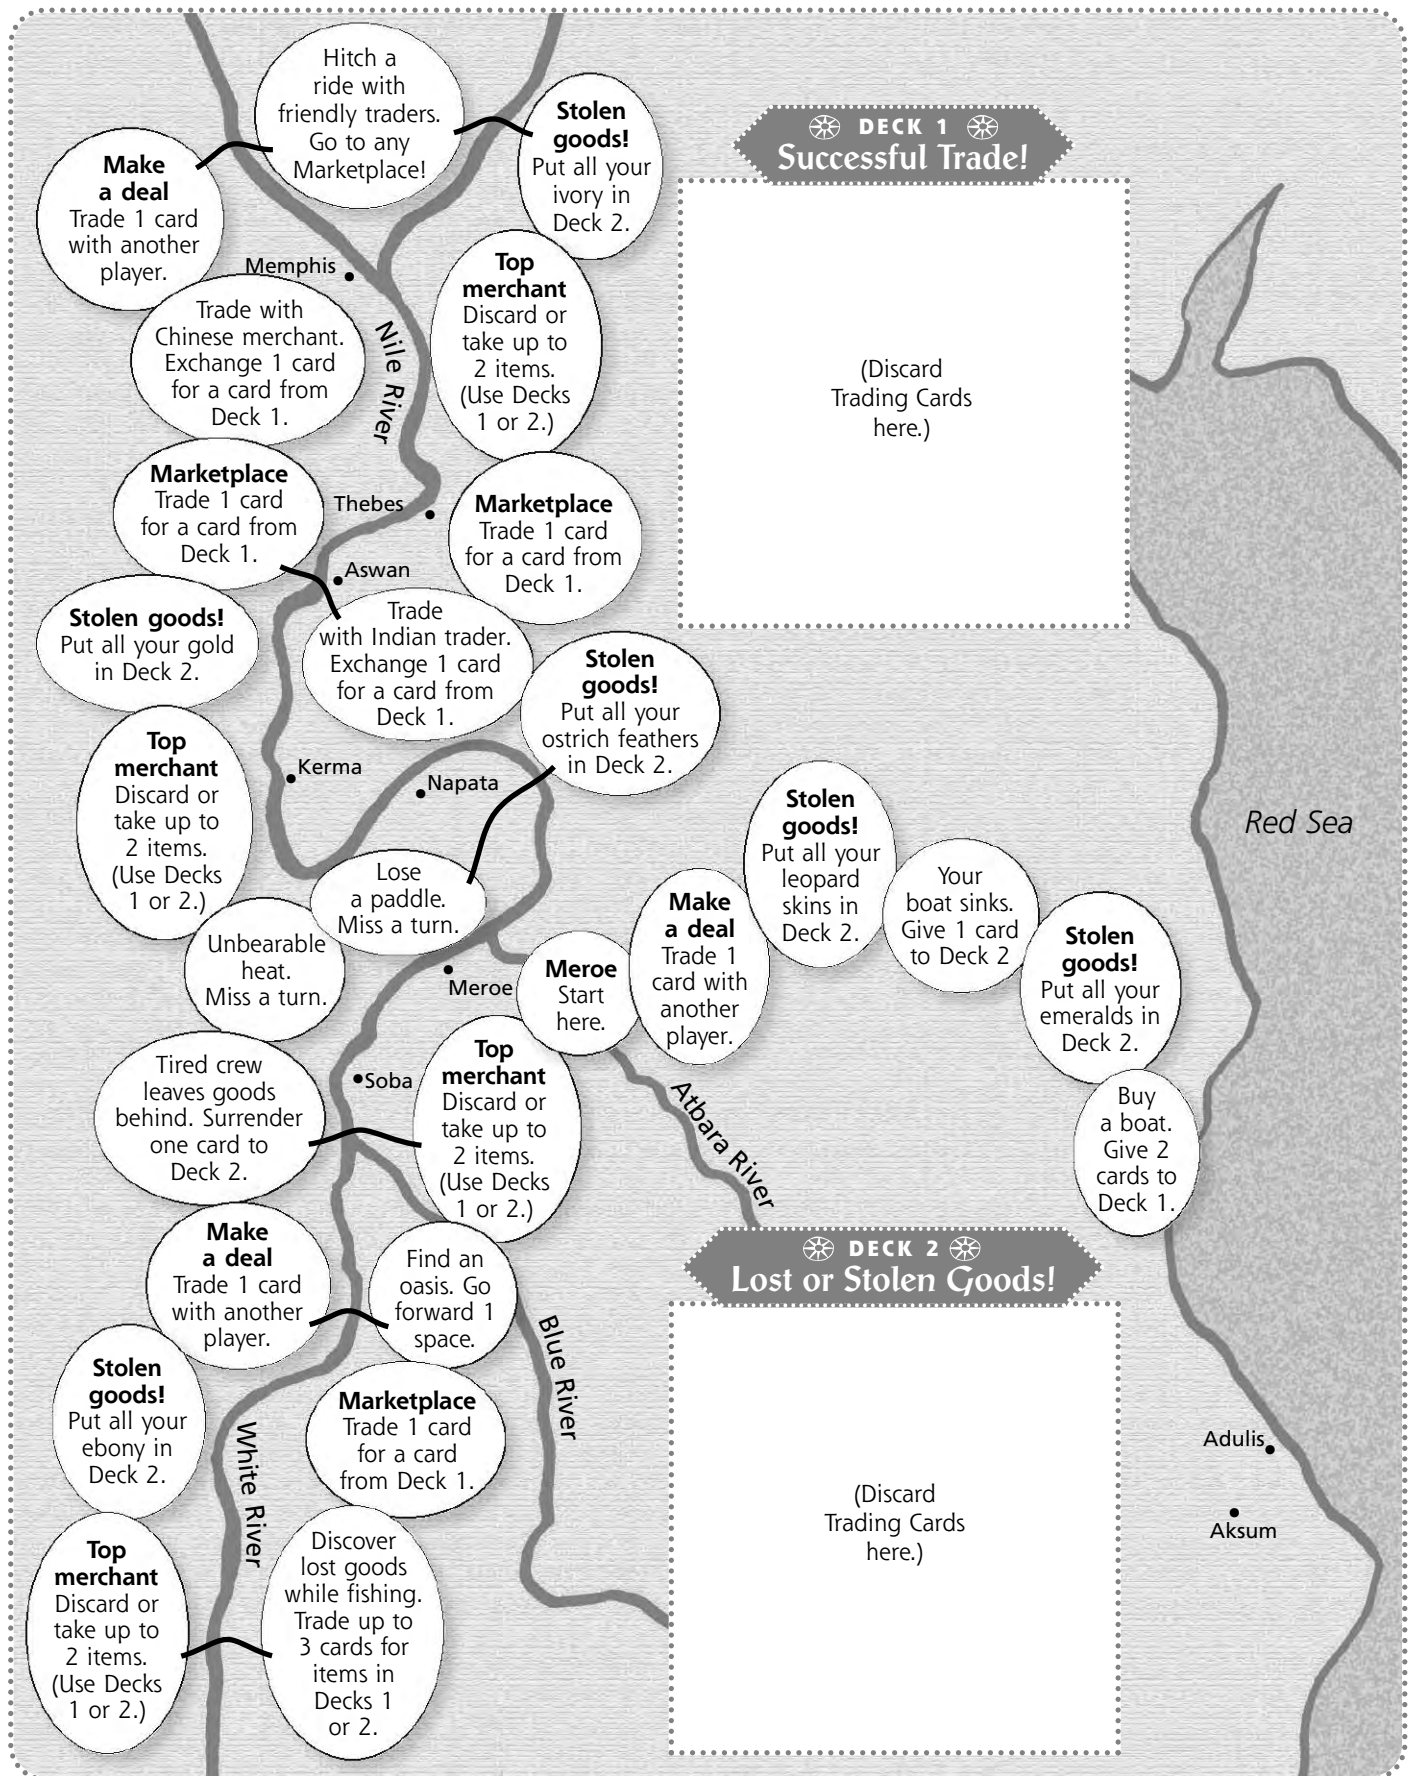 Hitch a
ride with
friendly traders.
Go to any
Marketplace!
Stolen
goods!
Put all your
ivory in
Deck 2.
Make
a deal
Trade 1 card
with another
player.
Memphis
Trade with
Chinese merchant.
Exchange 1 card
for a card from
Deck 1.
Nile River
Top
merchant
Discard or
take up to
2 items.
(Use Decks
1 or 2.)
Marketplace
Trade 1 card
for a card from
Deck 1.
Thebes
Marketplace
Trade 1 card
for a card from
Deck 1.
Aswan
Stolen goods!
Put all your gold
in Deck 2.
Trade
with Indian trader.
Exchange 1 card
for a card from
Deck 1.
Stolen
goods!
Put all your
ostrich feathers
in Deck 2.
Top
merchant
Discard or
take up to
2 items.
(Use Decks
1 or 2.)
Kerma
Napata
Lose
a paddle.
Miss a turn.
Unbearable
heat.
Miss a turn.
Meroe
Meroe
Start
here.
Make
a deal
Trade 1
card with
another
player.
Stolen
goods!
Put all your
leopard
skins in
Deck 2.
Your
boat sinks.
Give 1 card
to Deck 2
Stolen
goods!
Put all your
emeralds in
Deck 2.
Buy
a boat.
Give 2
cards to
Deck 1.
Tired crew
leaves goods
behind. Surrender
one card to
Deck 2.
Soba
Top
merchant
Discard or
take up to
2 items.
(Use Decks
1 or 2.)
Atbara River
Make
a deal
Trade 1 card
with another
player.
Find an
oasis. Go
forward 1
space.
Blue River
Stolen
goods!
Put all your
ebony in
Deck 2.
White River
Marketplace
Trade 1 card
for a card
from Deck 1.
Top
merchant
Discard or
take up to
2 items.
(Use Decks
1 or 2.)
Discover
lost goods
while fishing.
Trade up to
3 cards for
items in
Decks 1
or 2.
DECK 1
Successful Trade!
(Discard
Trading Cards
here.)
Red Sea
DECK 2
Lost or Stolen Goods!
(Discard
Trading Cards
here.)
Adulis
Aksum